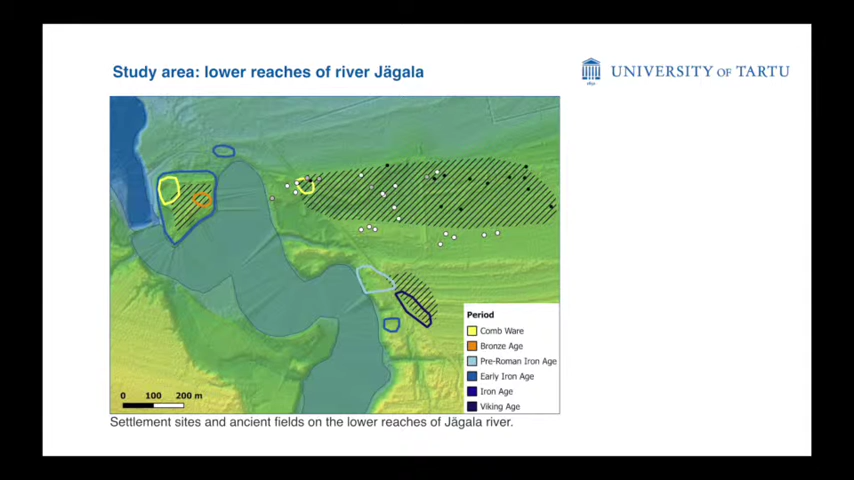 Study area: lower reaches of river Jägala
UNIVERSITY OF TARTU
Period
Comb Ware
Bronze Age
Pre-Roman Iron Age
Early Iron Age
Iron Age
Viking Age
0 100 200 m
Settlement sites and ancient fields on the lower reaches of Jägala river.